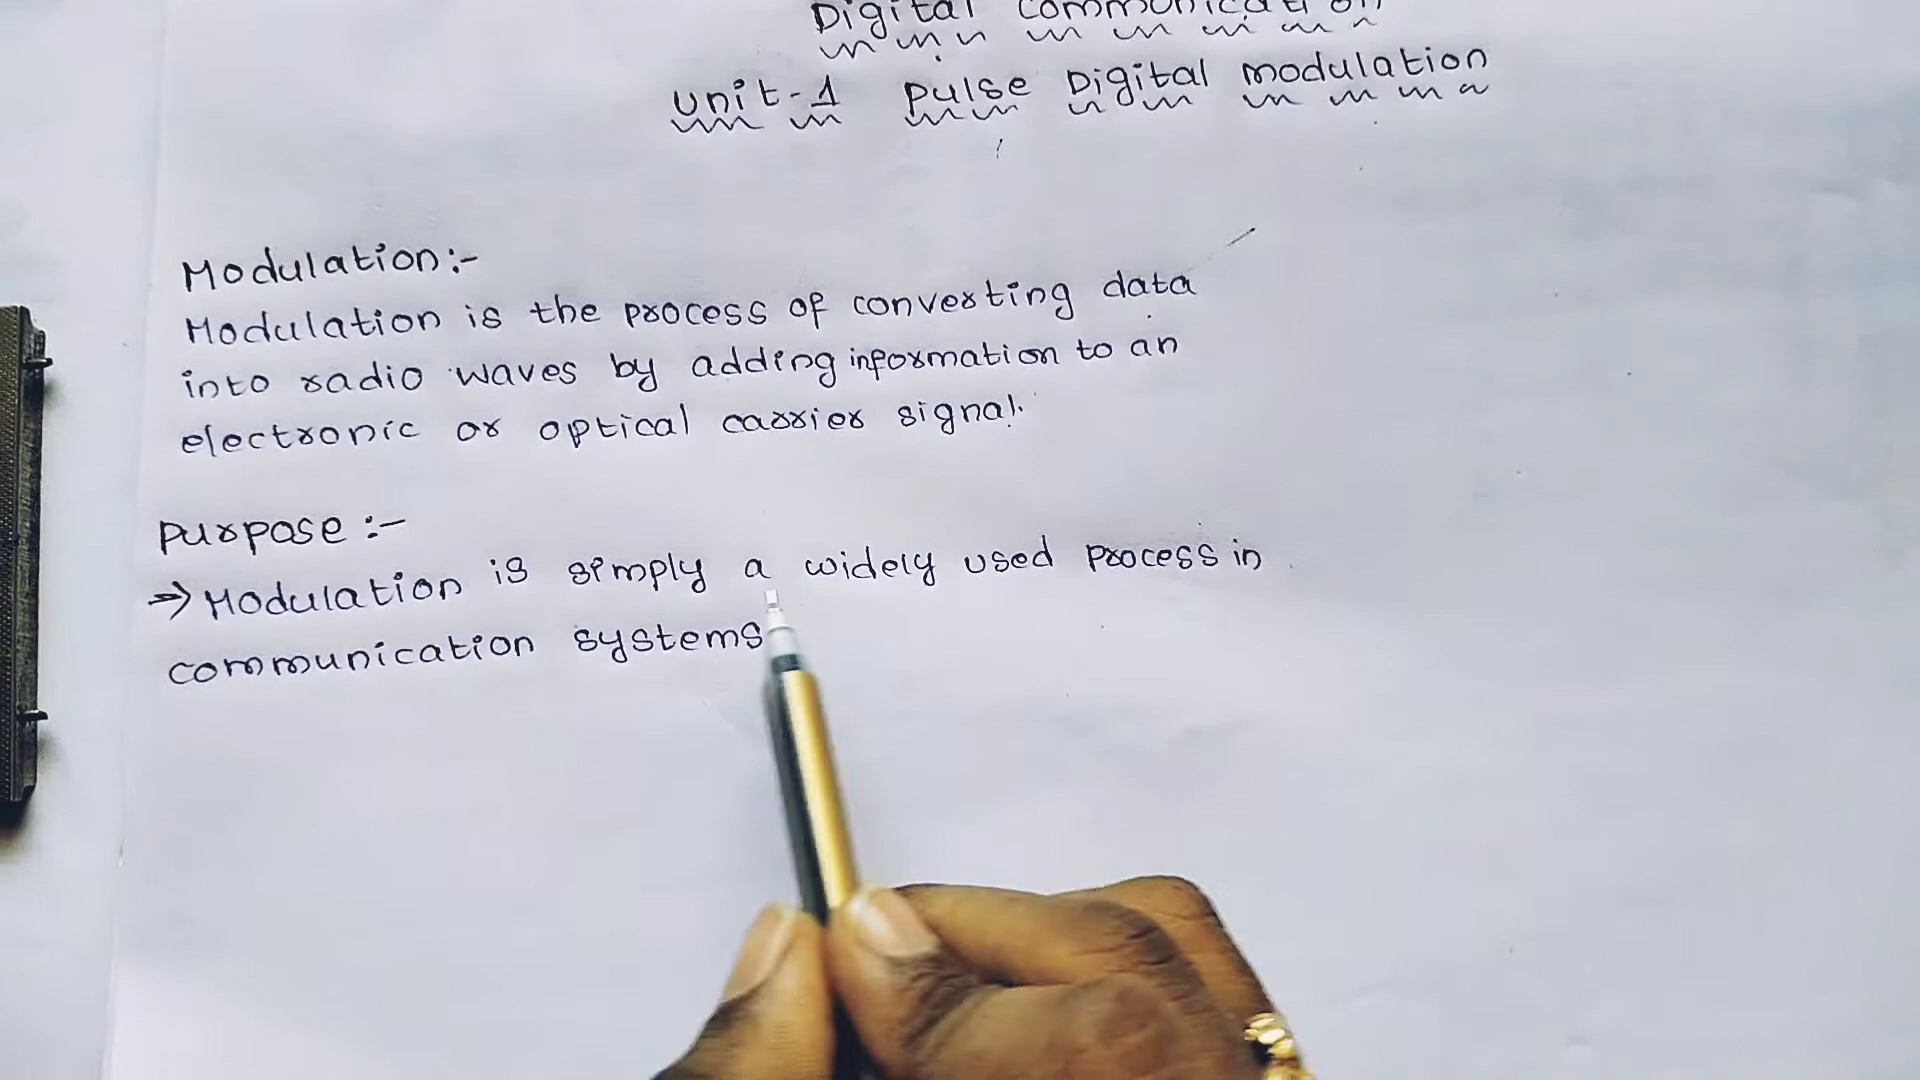 Digital communication
Unit-1 Pulse Digital modulation
Modulation:-
Modulation is the process of converting data
into radio waves by adding information to an
electronic or optical carrier signal.
Purpose:-
→ Modulation is simply a widely used process in
communication systems